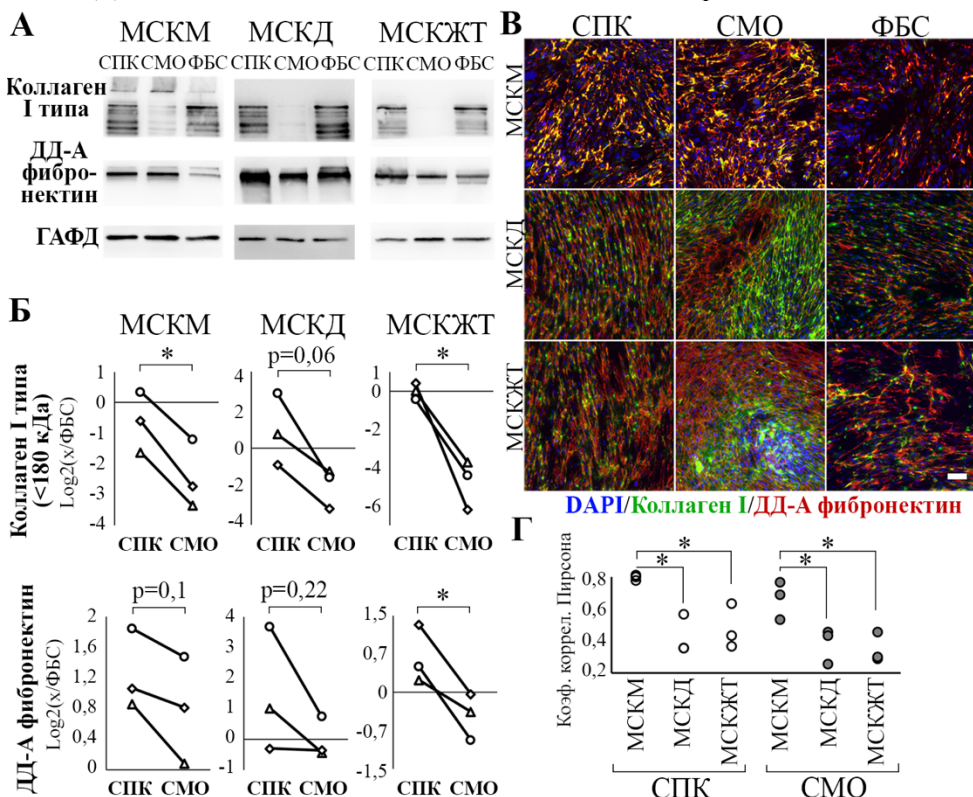 А
МСКМ МСКД МСКЖТ
СПК СМО ФБС СПК СМО ФБС СПК СМО ФБС
Коллаген
I типа
ДД-А
фибро-
нектин
ГАФД
Б
МСКМ МСКД МСКЖТ
Коллаген I типа
(<180 кДа)
Log2(x/ФБС)
* p=0,06 *
0
-1
-2
-3
-4
4
2
0
-2
-4
1
0
-2
-4
-6
СПК СМО СПК СМО СПК СМО
ДД-А фибронектин
Log2(x/ФБС)
p=0,1 p=0,22 *
2
1,6
1,2
0,8
0,4
0
4
3
2
1
0
-1
1,5
0,7
0
-0,7
-1,5
СПК СМО СПК СМО СПК СМО
В
СПК СМО ФБС
МСКМ
МСКД
МСКЖТ
DAPI/Коллаген I/ДД-А фибронектин
Г
Коэф. коррел. Пирсона
* * * *
0,8
0,6
0,4
0,2
МСКМ МСКД МСКЖТ МСКМ МСКД МСКЖТ
СПК СМО